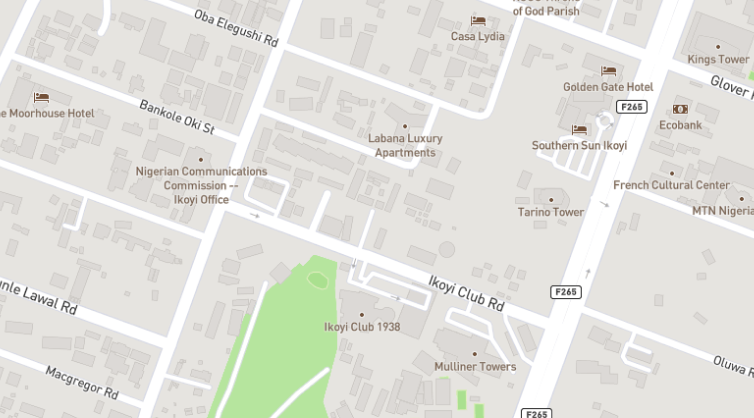 of God Parish
Oba Elegushi Rd
Casa Lydia
Kings Tower
Golden Gate Hotel
Glover
Moorhouse Hotel
F265
Ecobank
Bankole Oki St
Labana Luxury
Apartments
Southern Sun Ikoyi
Nigerian Communications
Commission --
Ikoyi Office
French Cultural Center
Tarino Tower
MTN Nigeria
Ikoyi Club Rd
F265
Lawal Rd
Ikoyi Club 1938
Mulliner Towers
Oluwa
Macgregor Rd
F265